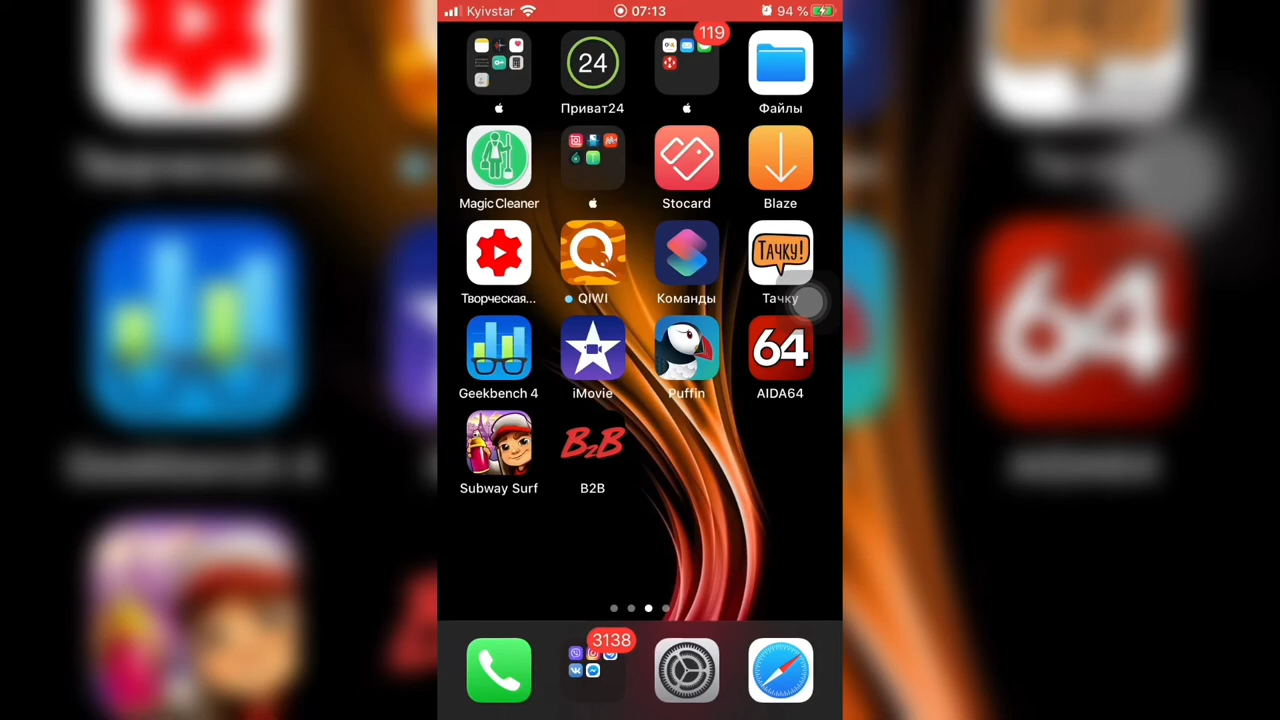 Kyivstar 07:13 94 %
119
24
Приват24 Файлы
Magic Cleaner Stocard Blaze
ТАЧКУ!
Творческая... QIWI Команды Тачку
64
Geekbench 4 iMovie Puffin AIDA64
B2B
Subway Surf B2B
3138